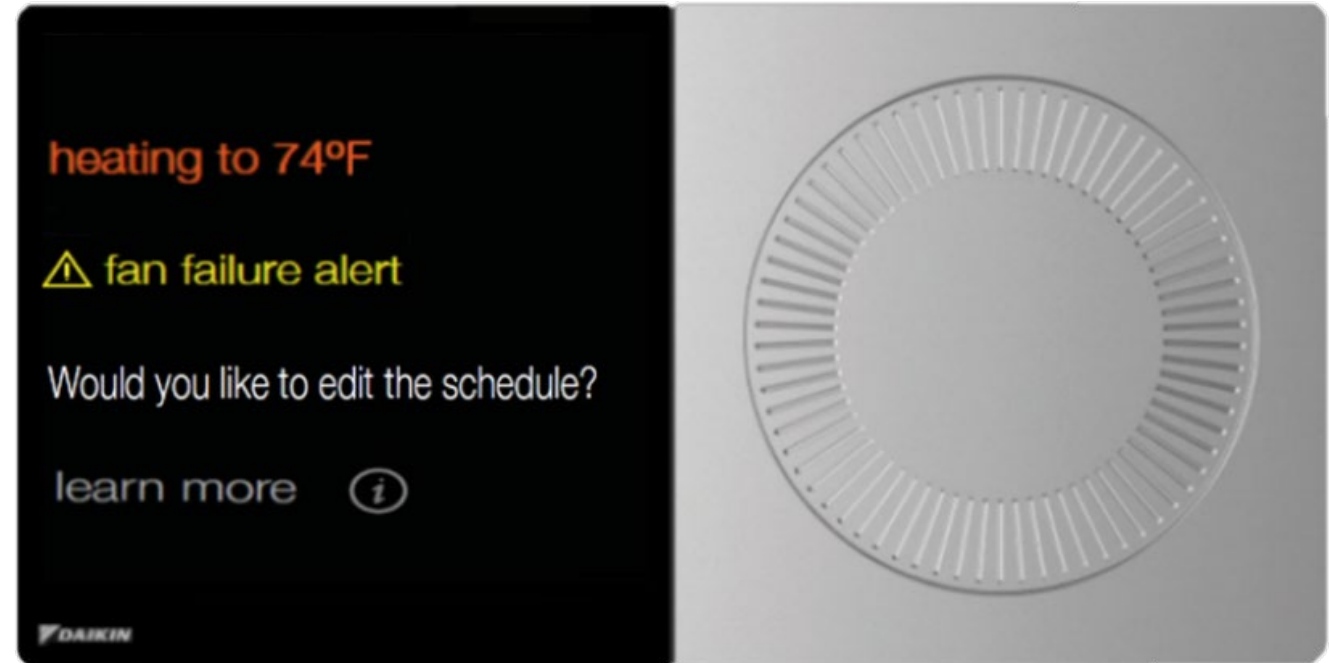 heating to 74ºF
⚠ fan failure alert
Would you like to edit the schedule?
learn more ⓘ
DAIKIN